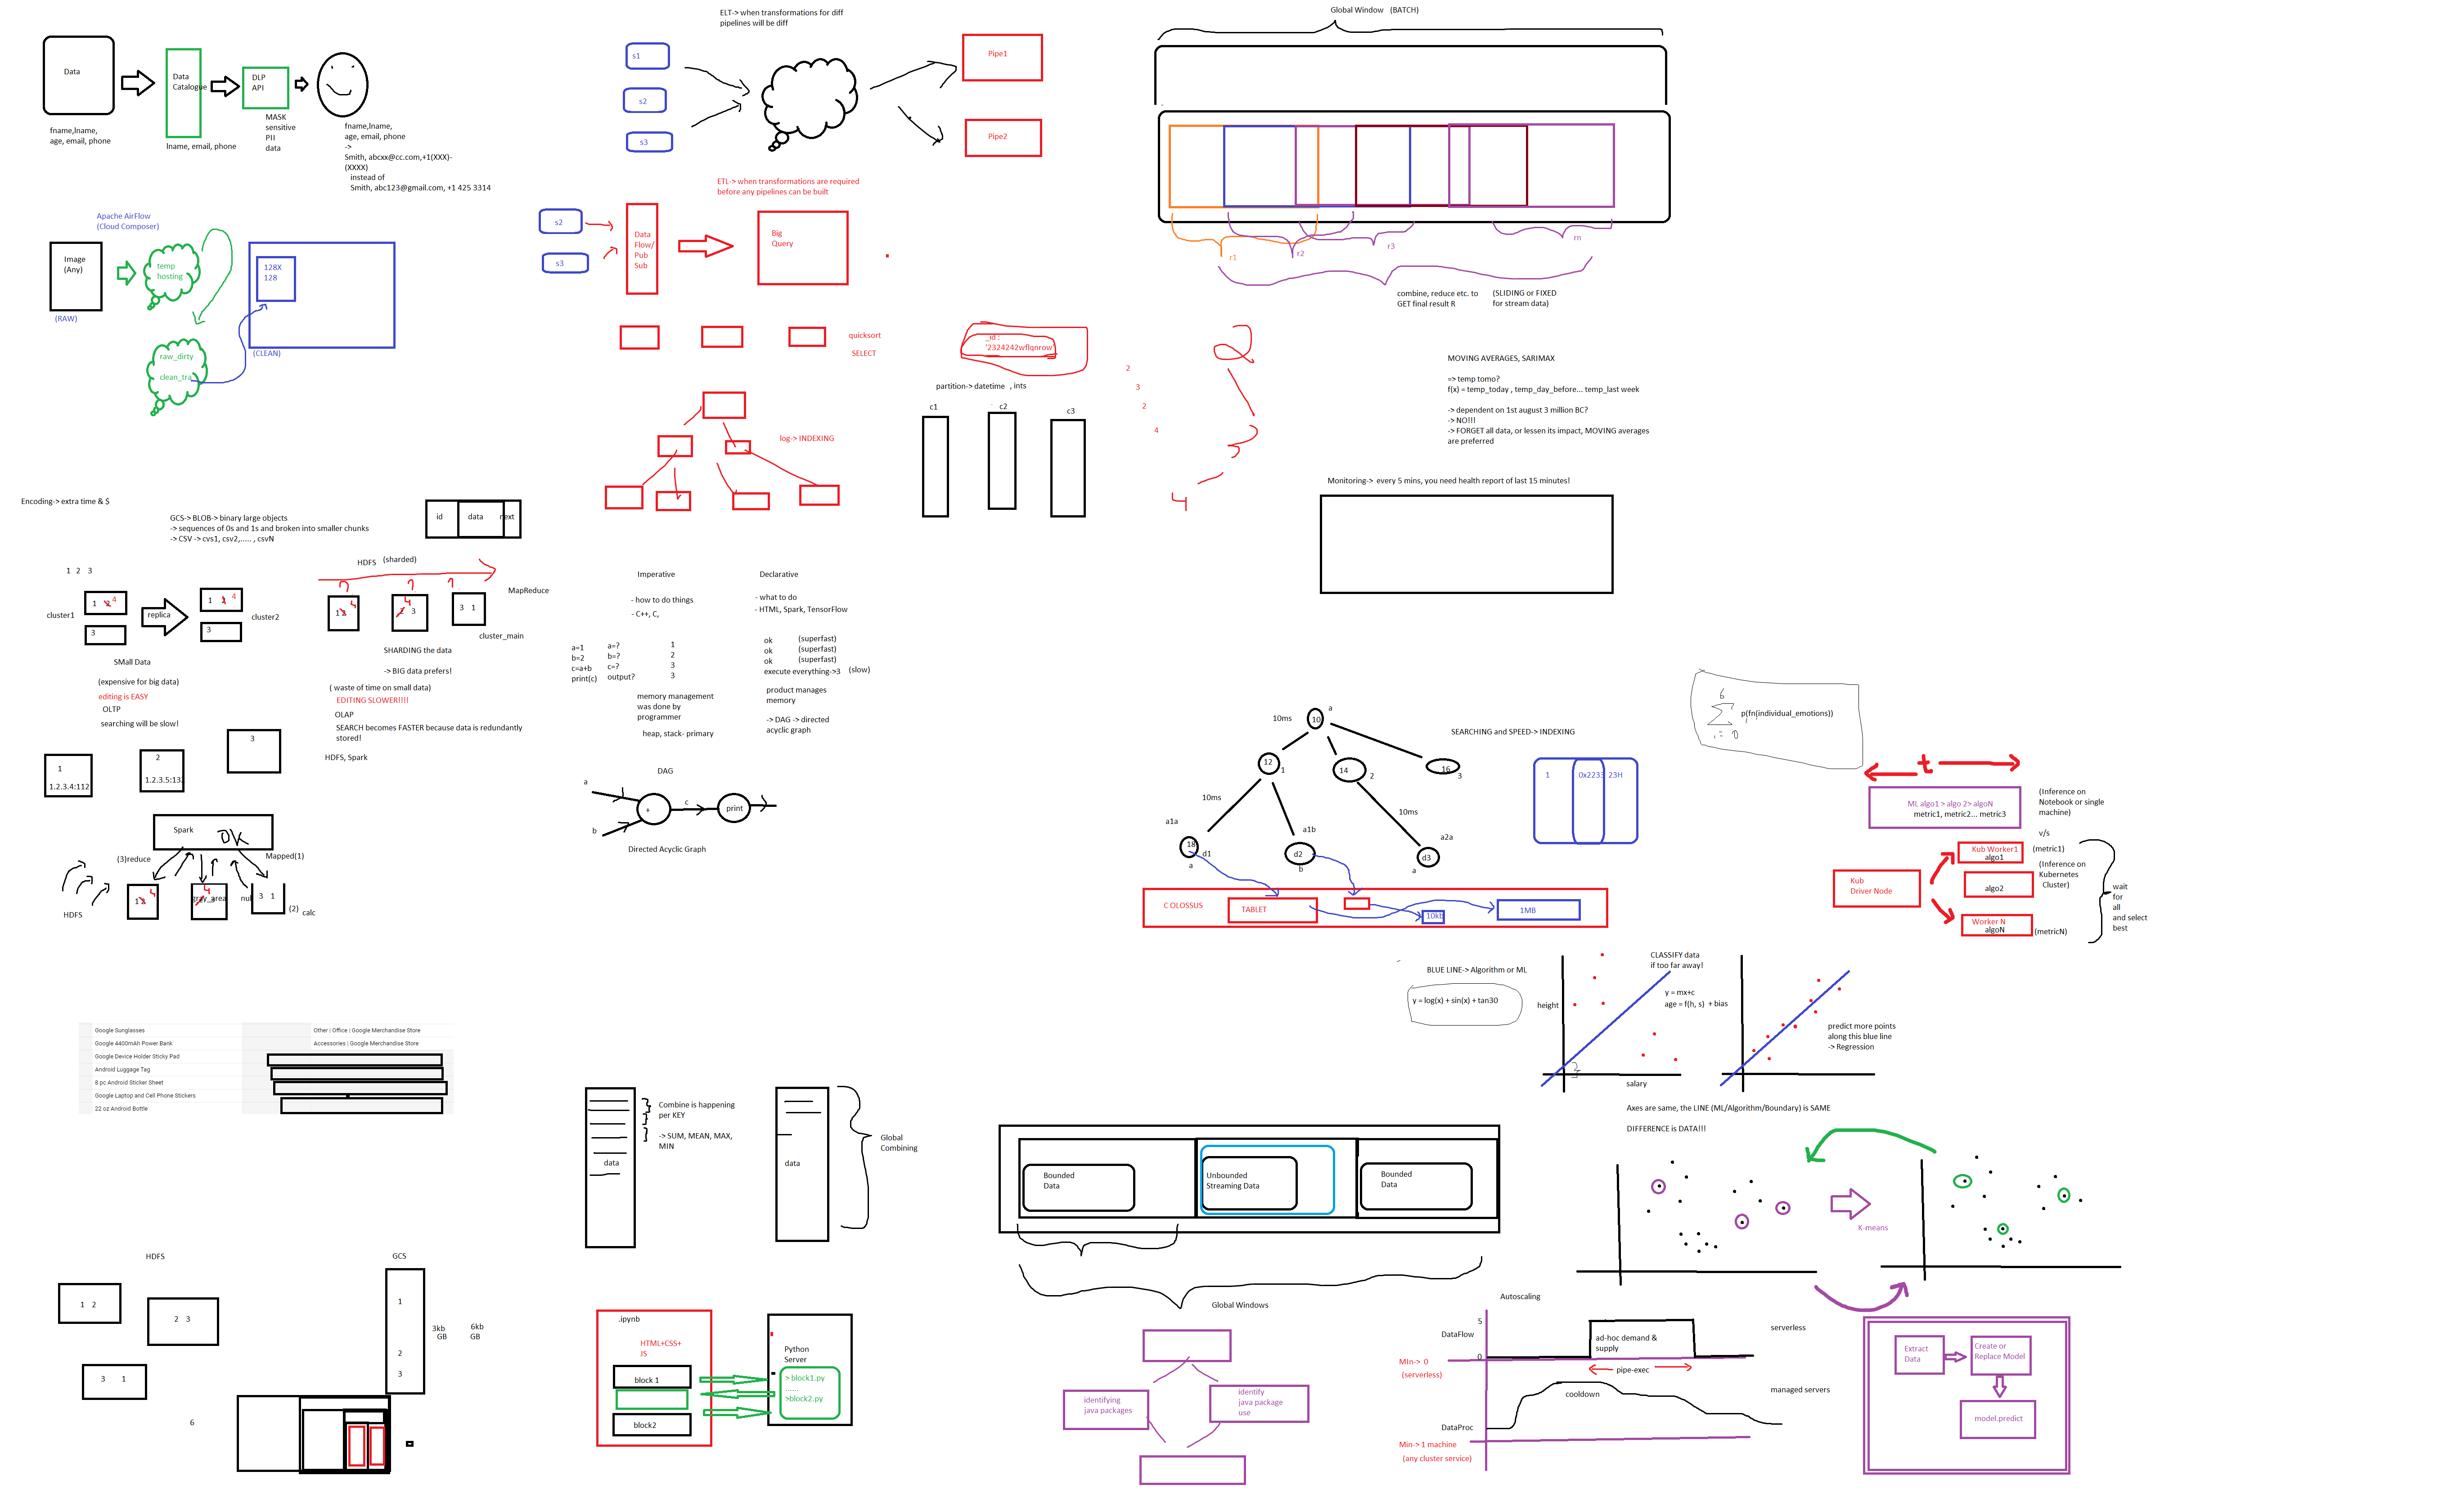 Data
Data
Catalogue
DLP
API
MASK
sensitive
PII
data
fname,lname,
age, email, phone
lname, email, phone
fname,lname,
age, email, phone
->
Smith, abcxx@cc.com,+1(XXX)-
(XXXX)
instead of
Smith, abc123@gmail.com, +1 425 3314
Apache AirFlow
(Cloud Composer)
Image
(Any)
(RAW)
temp
hosting
raw_dirty
clean_tra
128X
128
(CLEAN)
ELT-> when transformations for diff
pipelines will be diff
s1
s2
s3
Pipe1
Pipe2
ETL-> when transformations are required
before any pipelines can be built
s2
s3
Data
Flow/
Pub
Sub
Big
Query
quicksort
SELECT
log-> INDEXING
_id :
'2324242wflqnrow'
partition-> datetime , ints
c1
c2
c3
2
3
2
4
2
3
4
Global Window (BATCH)
r1
r2
r3
rn
combine, reduce etc. to
GET final result R
(SLIDING or FIXED
for stream data)
MOVING AVERAGES, SARIMAX
=> temp tomo?
f(x) = temp_today , temp_day_before... temp_last week
-> dependent on 1st august 3 million BC?
-> NO!!!
-> FORGET all data, or lessen its impact, MOVING averages
are preferred
Monitoring-> every 5 mins, you need health report of last 15 minutes!
Encoding-> extra time & $
GCS-> BLOB-> binary large objects
-> sequences of 0s and 1s and broken into smaller chunks
-> CSV -> cvs1, csv2,..... , csvN
id
data
next
1 2 3
cluster1
1 2 4
3
replica
1 2 4
3
cluster2
SMall Data
(expensive for big data)
editing is EASY
OLTP
searching will be slow!
HDFS (sharded)
MapReduce
1 2 4
4
2 3
3 1
cluster_main
SHARDING the data
-> BIG data prefers!
( waste of time on small data)
EDITING SLOWER!!!!
OLAP
SEARCH becomes FASTER because data is redundantly
stored!
HDFS, Spark
1
1.2.3.4:112
2
1.2.3.5:132
3
Spark
OK
(3)reduce
Mapped(1)
HDFS
1 2 4
4
gray_area
nul
3 1
(2)
calc
Imperative
- how to do things
- C++, C,
Declarative
- what to do
- HTML, Spark, TensorFlow
a=1
b=2
c=a+b
print(c)
a=?
b=?
c=?
output?
1
2
3
3
ok (superfast)
ok (superfast)
ok (superfast)
execute everything->3 (slow)
memory management
was done by
programmer
heap, stack- primary
product manages
memory
-> DAG -> directed
acyclic graph
DAG
a
b
+
c
print
Directed Acyclic Graph
10ms
10
a
12
1
14
2
16
3
10ms
10ms
a1a
18
d1
a
a1b
d2
b
a2a
d3
a
SEARCHING and SPEED-> INDEXING
1
0x2233 23H
C OLOSSUS
TABLET
10kb
1MB
6
∑ p(fn(individual_emotions))
i = 0
t
ML algo1 > algo 2> algoN
metric1, metric2... metric3
(Inference on
Notebook or single
machine)
v/s
Kub
Driver Node
Kub Worker1
algo1
(metric1)
(Inference on
Kubernetes
Cluster)
algo2
Worker N
algoN
(metricN)
wait
for
all
and select
best
BLUE LINE-> Algorithm or ML
y = log(x) + sin(x) + tan30
height
salary
CLASSIFY data
if too far away!
y = mx+c
age = f(h, s) + bias
predict more points
along this blue line
-> Regression
Axes are same, the LINE (ML/Algorithm/Boundary) is SAME
DIFFERENCE is DATA!!!
K-means
Google Sunglasses
Other | Office | Google Merchandise Store
Google 4400mAh Power Bank
Accessories | Google Merchandise Store
Google Device Holder Sticky Pad
Android Luggage Tag
8 pc Android Sticker Sheet
Google Laptop and Cell Phone Stickers
22 oz Android Bottle
data
Combine is happening
per KEY
-> SUM, MEAN, MAX,
MIN
data
Global
Combining
Bounded
Data
Unbounded
Streaming Data
Bounded
Data
Global Windows
HDFS
1 2
2 3
3 1
6
GCS
1
2
3
3kb
GB
6kb
GB
.ipynb
HTML+CSS+
JS
block 1
block2
Python
Server
> block1.py
......
>block2.py
identifying
java packages
identify
java package
use
Autoscaling
DataFlow
5
0
MIn-> 0
(serverless)
ad-hoc demand &
supply
pipe-exec
serverless
cooldown
managed servers
DataProc
Min-> 1 machine
(any cluster service)
Extract
Data
Create or
Replace Model
model.predict